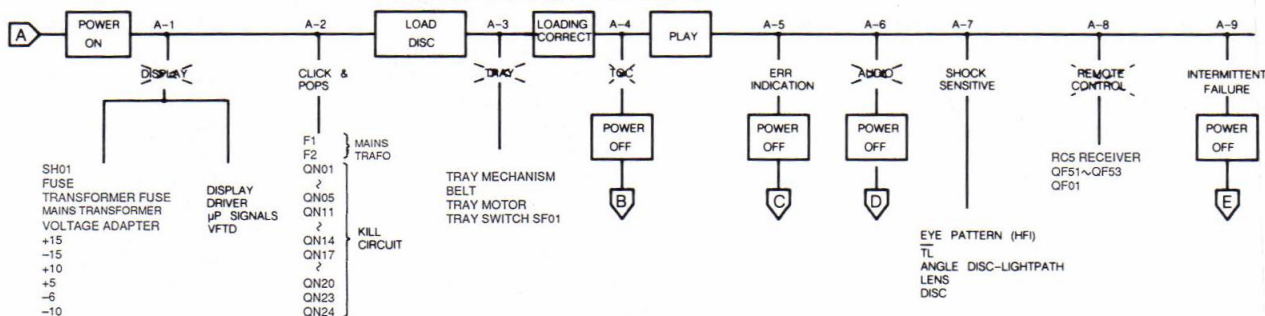 A
POWER ON
A-1
A-2
LOAD DISC
A-3
LOADING CORRECT
A-4
PLAY
A-5
A-6
A-7
A-8
A-9
DISPLAY
CLICK & POPS
TRAY
TOC
ERR INDICATION
AUDIO
SHOCK SENSITIVE
REMOTE CONTROL
INTERMITTENT FAILURE
POWER OFF
POWER OFF
POWER OFF
POWER OFF
B
C
D
E
SH01
FUSE
TRANSFORMER FUSE
MAINS TRANSFORMER
VOLTAGE ADAPTER
+15
-15
+10
+5
-6
-10
DISPLAY
DRIVER
µP SIGNALS
VFTD
F1
F2
MAINS TRAFO
QN01
~
QN05
QN11
~
QN14
QN17
~
QN20
QN23
QN24
KILL CIRCUIT
TRAY MECHANISM
BELT
TRAY MOTOR
TRAY SWITCH SF01
EYE PATTERN (HFI)
TL
ANGLE DISC-LIGHTPATH
LENS
DISC
RC5 RECEIVER
QF51~QF53
QF01